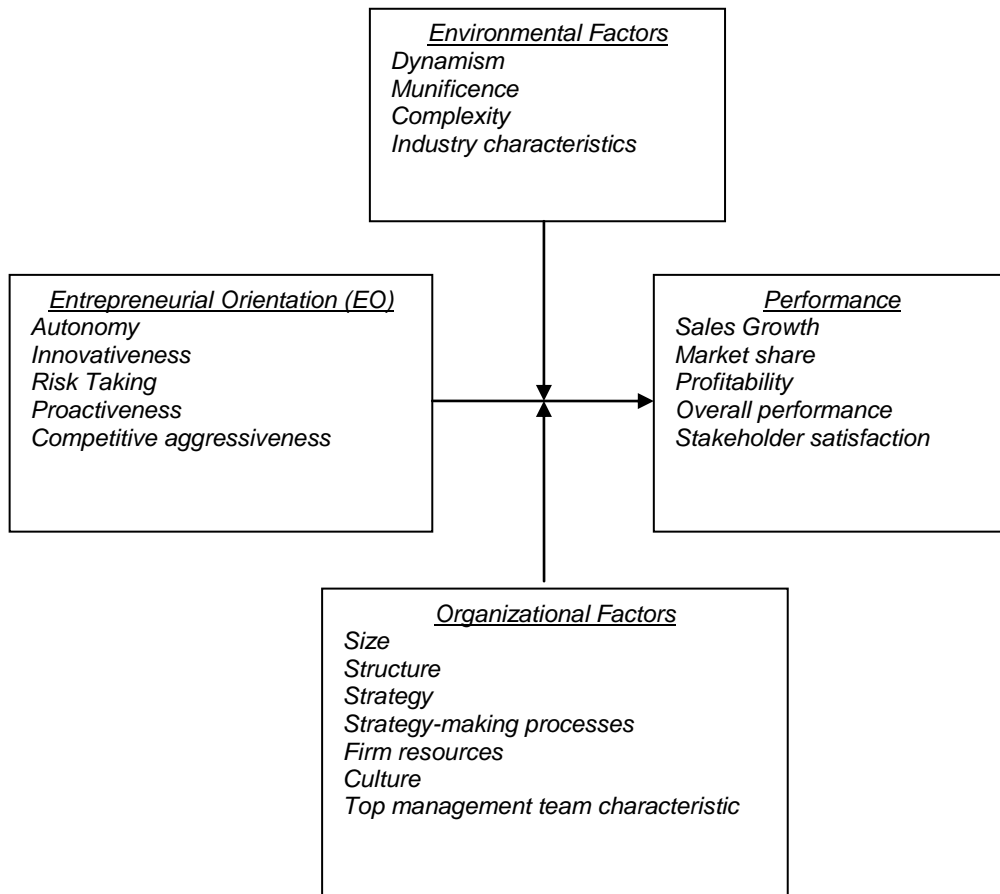 Environmental Factors
Dynamism
Munificence
Complexity
Industry characteristics
Entrepreneurial Orientation (EO)
Autonomy
Innovativeness
Risk Taking
Proactiveness
Competitive aggressiveness
Performance
Sales Growth
Market share
Profitability
Overall performance
Stakeholder satisfaction
Organizational Factors
Size
Structure
Strategy
Strategy-making processes
Firm resources
Culture
Top management team characteristic